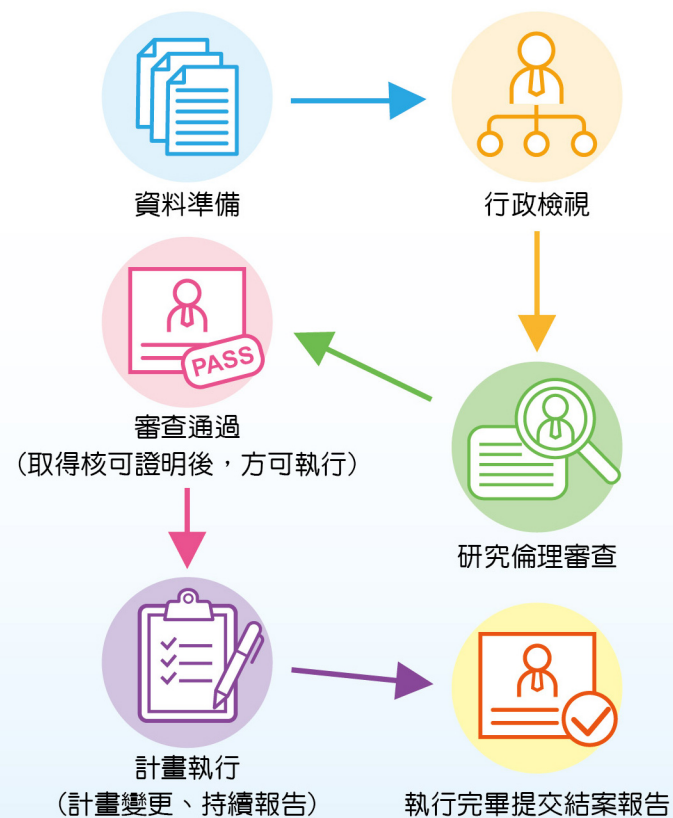 資料準備
行政檢視
研究倫理審查
PASS
審查通過
(取得核可證明後，方可執行)
計畫執行
(計畫變更、持續報告)
執行完畢提交結案報告